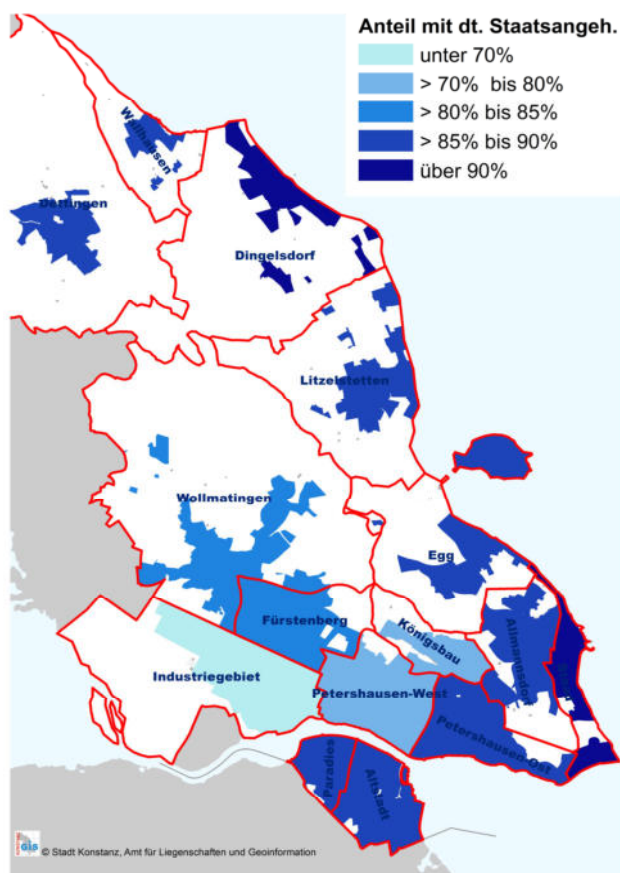 Anteil mit dt. Staatsangeh.
unter 70%
> 70% bis 80%
> 80% bis 85%
> 85% bis 90%
über 90%
Wallhausen
Dettingen
Dingelsdorf
Litzelstetten
Wollmatingen
Egg
Fürstenberg
Königsbau
Allmannsdorf
Industriegebiet
Petershausen-West
Petershausen-Ost
Paradies
Altstadt
GIS
© Stadt Konstanz, Amt für Liegenschaften und Geoinformation